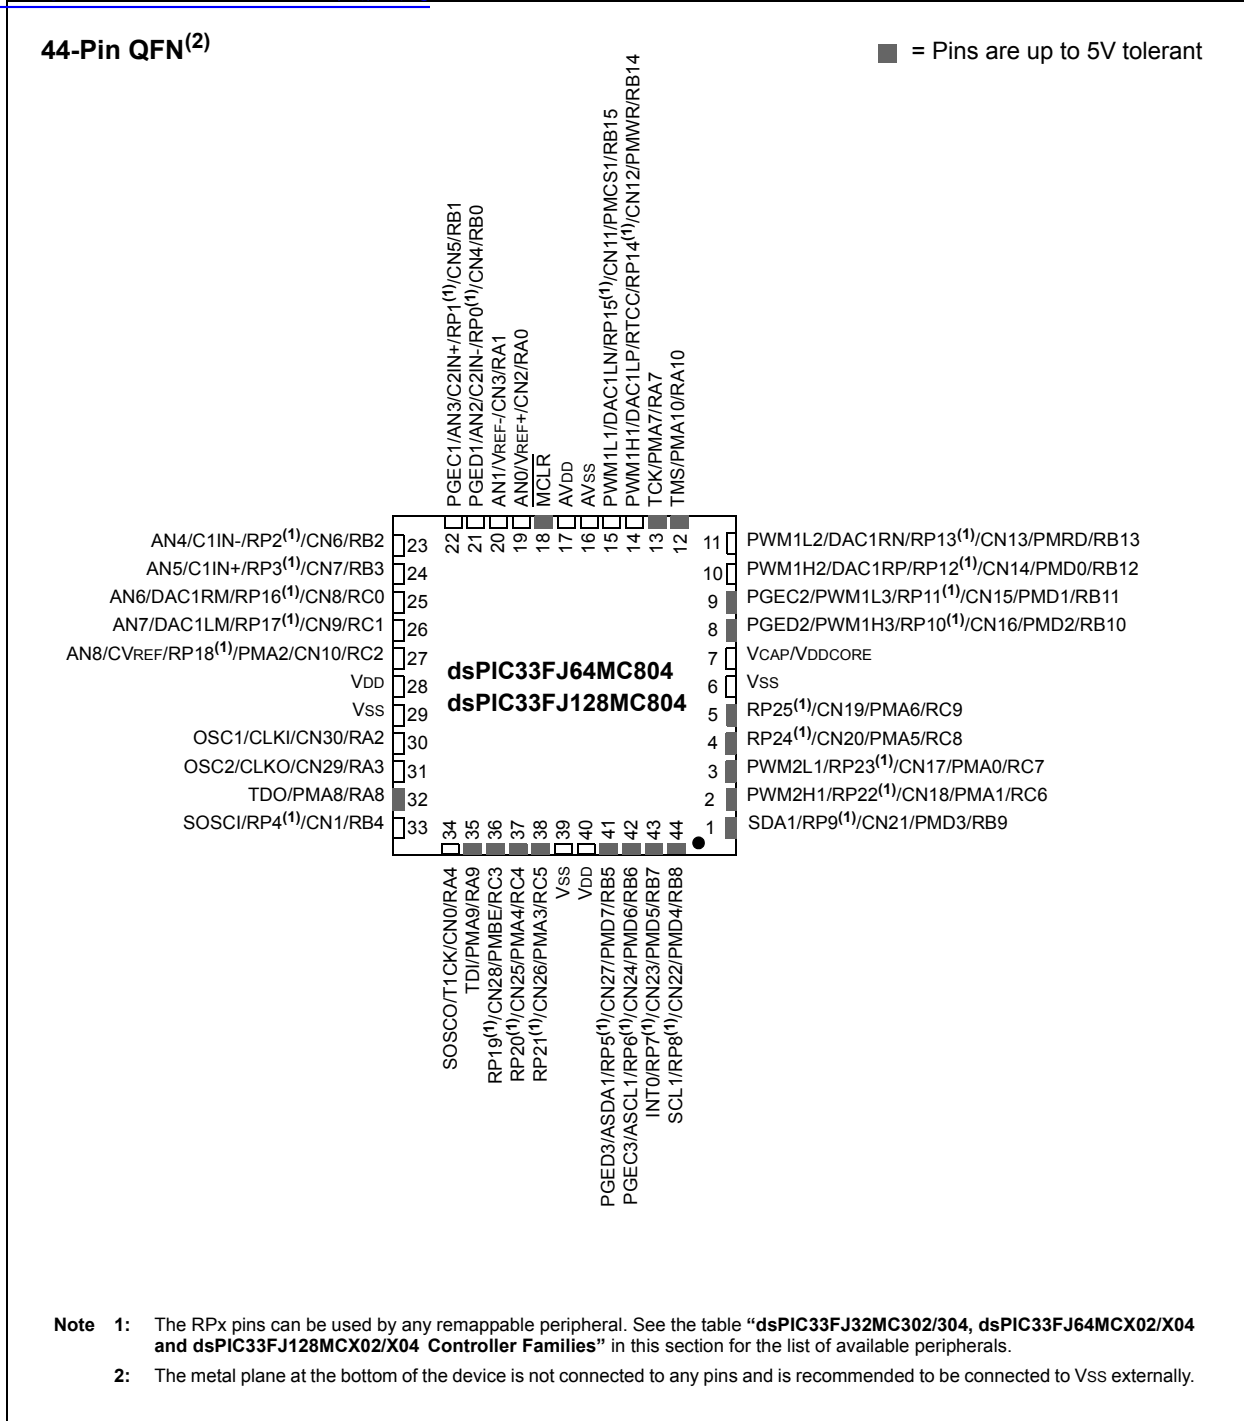 44-Pin QFN(2)
= Pins are up to 5V tolerant
PGEC1/AN3/C2IN+/RP1(1)/CN5/RB1
PGED1/AN2/C2IN-/RP0(1)/CN4/RB0
AN1/VREF-/CN3/RA1
AN0/VREF+/CN2/RA0
MCLR
AVDD
AVSS
PWM1L1/DAC1LN/RP15(1)/CN11/PMCS1/RB15
PWM1H1/DAC1LP/RTCC/RP14(1)/CN12/PMWR/RB14
TCK/PMA7/RA7
TMS/PMA10/RA10
22 21 20 19 18 17 16 15 14 13 12
AN4/C1IN-/RP2(1)/CN6/RB2 23
AN5/C1IN+/RP3(1)/CN7/RB3 24
AN6/DAC1RM/RP16(1)/CN8/RC0 25
AN7/DAC1LM/RP17(1)/CN9/RC1 26
AN8/CVREF/RP18(1)/PMA2/CN10/RC2 27
VDD 28
VSS 29
OSC1/CLKI/CN30/RA2 30
OSC2/CLKO/CN29/RA3 31
TDO/PMA8/RA8 32
SOSCI/RP4(1)/CN1/RB4 33
dsPIC33FJ64MC804
dsPIC33FJ128MC804
11 PWM1L2/DAC1RN/RP13(1)/CN13/PMRD/RB13
10 PWM1H2/DAC1RP/RP12(1)/CN14/PMD0/RB12
9 PGEC2/PWM1L3/RP11(1)/CN15/PMD1/RB11
8 PGED2/PWM1H3/RP10(1)/CN16/PMD2/RB10
7 VCAP/VDDCORE
6 VSS
5 RP25(1)/CN19/PMA6/RC9
4 RP24(1)/CN20/PMA5/RC8
3 PWM2L1/RP23(1)/CN17/PMA0/RC7
2 PWM2H1/RP22(1)/CN18/PMA1/RC6
1 SDA1/RP9(1)/CN21/PMD3/RB9
34 35 36 37 38 39 40 41 42 43 44
SOSCO/T1CK/CN0/RA4
TDI/PMA9/RA9
RP19(1)/CN28/PMBE/RC3
RP20(1)/CN25/PMA4/RC4
RP21(1)/CN26/PMA3/RC5
VSS
VDD
PGED3/ASDA1/RP5(1)/CN27/PMD7/RB5
PGEC3/ASCL1/RP6(1)/CN24/PMD6/RB6
INT0/RP7(1)/CN23/PMD5/RB7
SCL1/RP8(1)/CN22/PMD4/RB8
Note 1: The RPx pins can be used by any remappable peripheral. See the table “dsPIC33FJ32MC302/304, dsPIC33FJ64MCX02/X04
and dsPIC33FJ128MCX02/X04 Controller Families” in this section for the list of available peripherals.
2: The metal plane at the bottom of the device is not connected to any pins and is recommended to be connected to VSS externally.